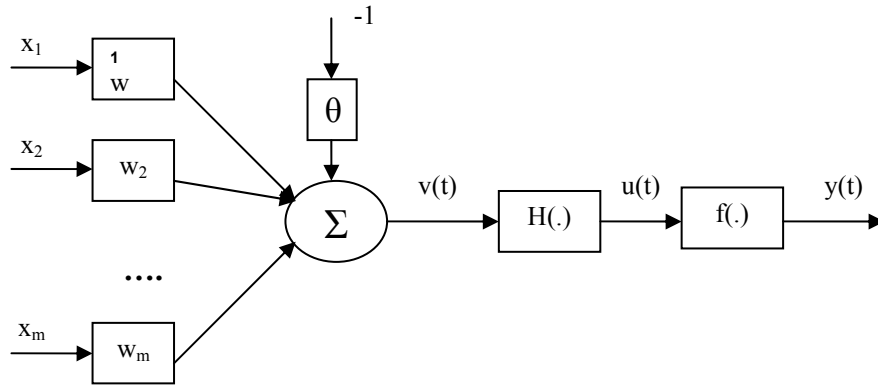 -1
x₁
1
w
θ
x₂
w₂
v(t)
H(.)
u(t)
f(.)
y(t)
Σ
....
xₘ
wₘ